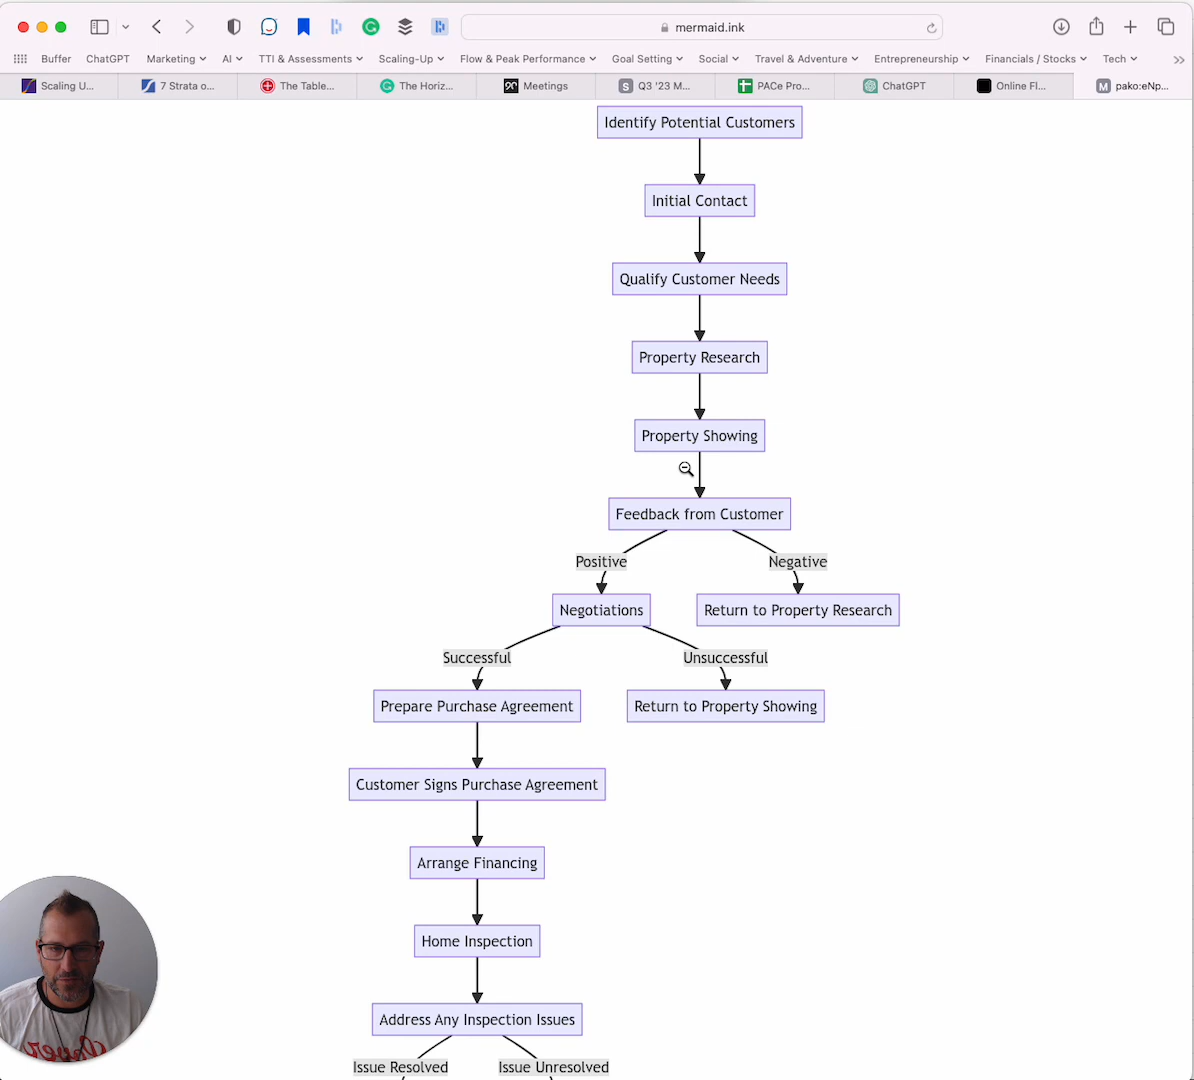 mermaid.ink
Buffer ChatGPT Marketing AI TTI & Assessments Scaling-Up Flow & Peak Performance Goal Setting Social Travel & Adventure Entrepreneurship Financials / Stocks Tech
Scaling U... 7 Strata o... The Table... The Horiz... Meetings Q3 '23 M... PACe Pro... ChatGPT Online Fl... pako:eNp...
Identify Potential Customers
Initial Contact
Qualify Customer Needs
Property Research
Property Showing
Feedback from Customer
Positive Negative
Negotiations Return to Property Research
Successful Unsuccessful
Prepare Purchase Agreement Return to Property Showing
Customer Signs Purchase Agreement
Arrange Financing
Home Inspection
Address Any Inspection Issues
Issue Resolved Issue Unresolved